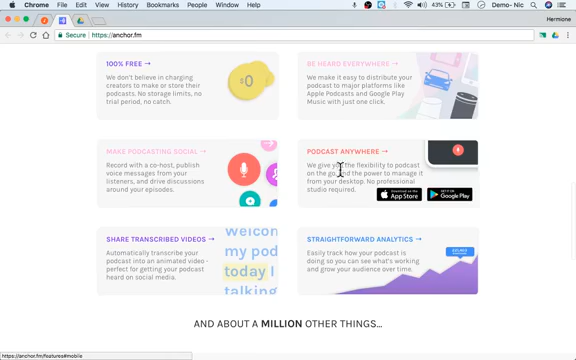 Chrome File Edit View History Bookmarks People Window Help
43% Demo- Nic
Hermione
Secure https://anchor.fm
100% FREE →
We don't believe in charging
creators to make or store their
podcasts. No storage limits, no
trial period, no catch.
0
BE HEARD EVERYWHERE →
We make it easy to distribute your
podcast to major platforms like
Apple Podcasts and Google Play
Music with just one click.
MAKE PODCASTING SOCIAL →
Record with a co-host, publish
voice messages from your
listeners, and drive discussions
around your episodes.
PODCAST ANYWHERE →
We give you the flexibility to podcast
on the go, and the power to manage it
from your desktop. No professional
studio required.
App Store
Google Play
SHARE TRANSCRIBED VIDEOS →
Automatically transcribe your
podcast into an animated video -
perfect for getting your podcast
heard on social media.
Welcon
my pod
today I
talking
STRAIGHTFORWARD ANALYTICS →
Easily track how your podcast is
doing so you can see what's working
and grow your audience over time.
AND ABOUT A MILLION OTHER THINGS...
https://anchor.fm/features#mobile